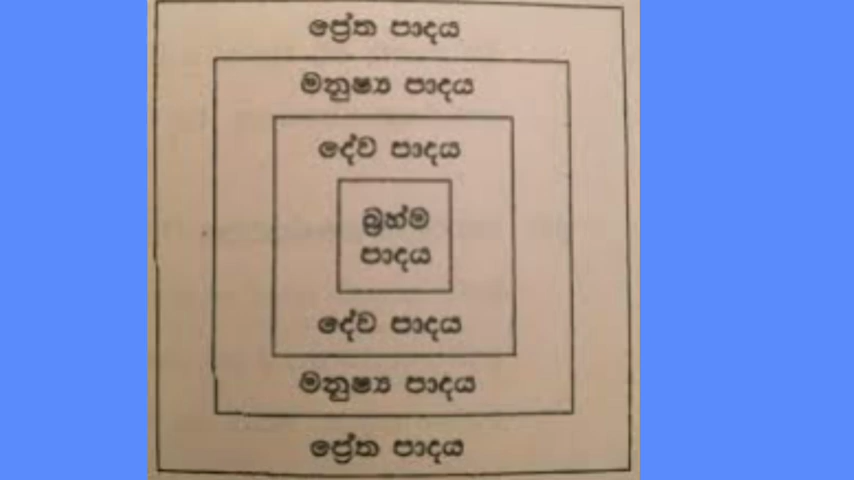 ප්‍රේත පාදය
මනුෂ්‍ය පාදය
දේව පාදය
බ්‍රහ්ම
පාදය
දේව පාදය
මනුෂ්‍ය පාදය
ප්‍රේත පාදය